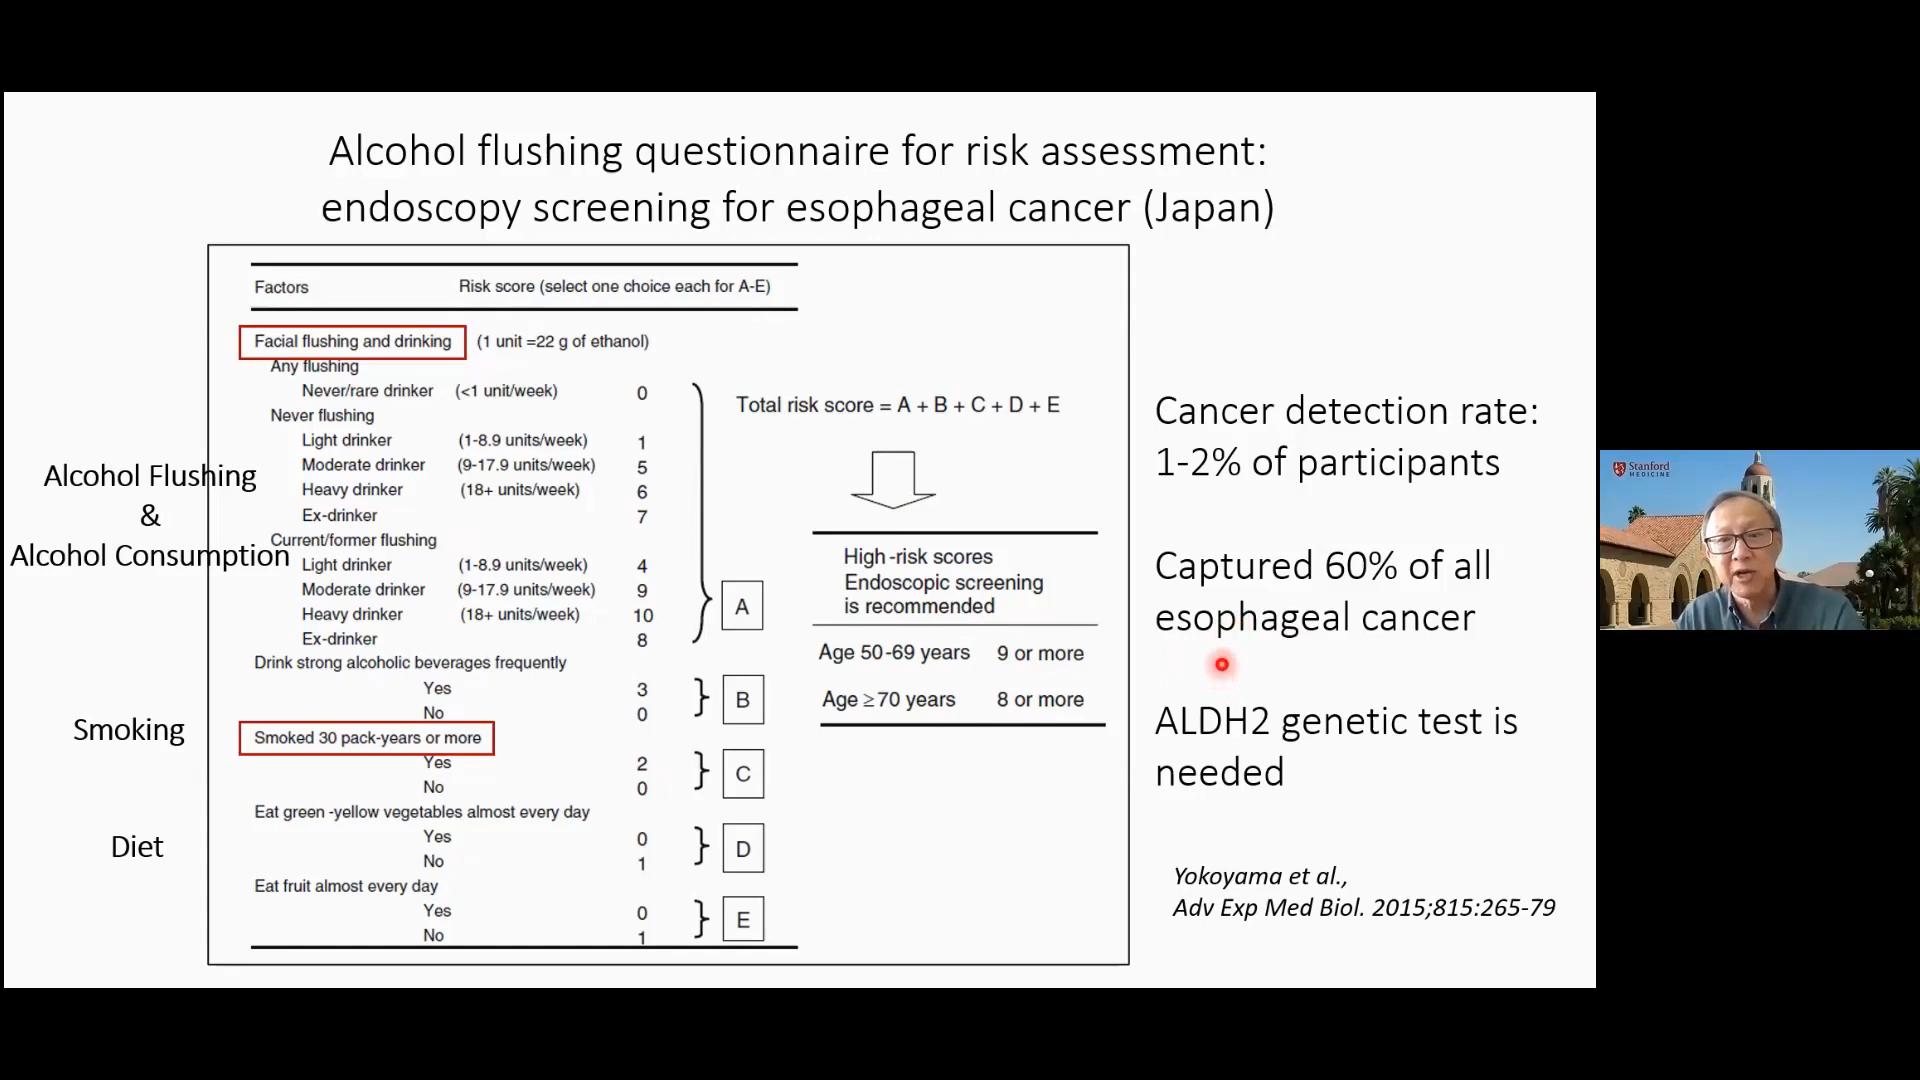 Alcohol flushing questionnaire for risk assessment:
endoscopy screening for esophageal cancer (Japan)
Factors Risk score (select one choice each for A-E)
Facial flushing and drinking (1 unit =22 g of ethanol)
Any flushing
Never/rare drinker (<1 unit/week) 0
Never flushing
Light drinker (1-8.9 units/week) 1
Moderate drinker (9-17.9 units/week) 5
Heavy drinker (18+ units/week) 6
Ex-drinker 7
Current/former flushing
Light drinker (1-8.9 units/week) 4
Moderate drinker (9-17.9 units/week) 9
Heavy drinker (18+ units/week) 10
Ex-drinker 8
A
Drink strong alcoholic beverages frequently
Yes 3
No 0
B
Smoked 30 pack-years or more
Yes 2
No 0
C
Eat green -yellow vegetables almost every day
Yes 0
No 1
D
Eat fruit almost every day
Yes 0
No 1
E
Alcohol Flushing
&
Alcohol Consumption
Smoking
Diet
Total risk score = A + B + C + D + E
High-risk scores
Endoscopic screening
is recommended
Age 50-69 years 9 or more
Age ≥70 years 8 or more
Cancer detection rate:
1-2% of participants
Captured 60% of all
esophageal cancer
ALDH2 genetic test is
needed
Yokoyama et al.,
Adv Exp Med Biol. 2015;815:265-79
Stanford
MEDICINE